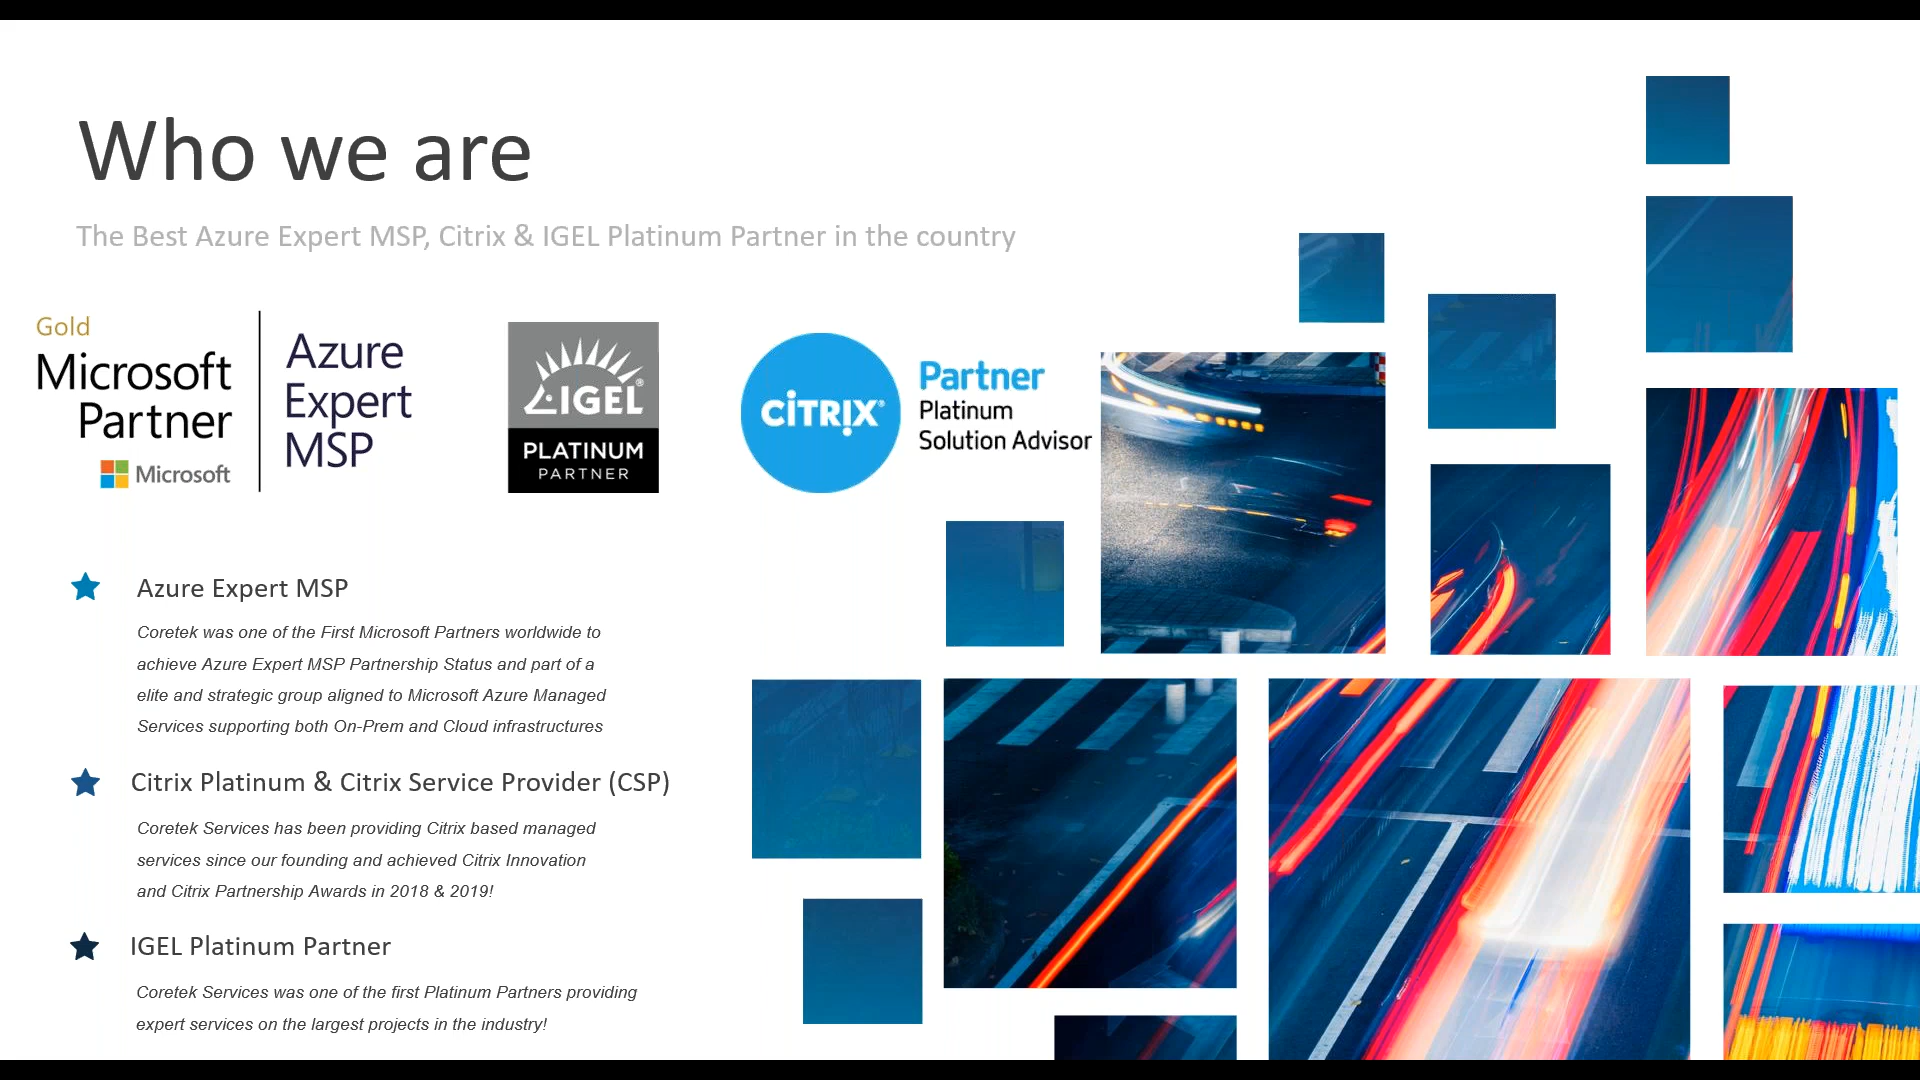 Who we are
The Best Azure Expert MSP, Citrix & IGEL Platinum Partner in the country
Gold
Microsoft
Partner
Microsoft
Azure
Expert
MSP
IGEL®
PLATINUM
PARTNER
CITRIX®
Partner
Platinum
Solution Advisor
Azure Expert MSP
Coretek was one of the First Microsoft Partners worldwide to
achieve Azure Expert MSP Partnership Status and part of a
elite and strategic group aligned to Microsoft Azure Managed
Services supporting both On-Prem and Cloud infrastructures
Citrix Platinum & Citrix Service Provider (CSP)
Coretek Services has been providing Citrix based managed
services since our founding and achieved Citrix Innovation
and Citrix Partnership Awards in 2018 & 2019!
IGEL Platinum Partner
Coretek Services was one of the first Platinum Partners providing
expert services on the largest projects in the industry!